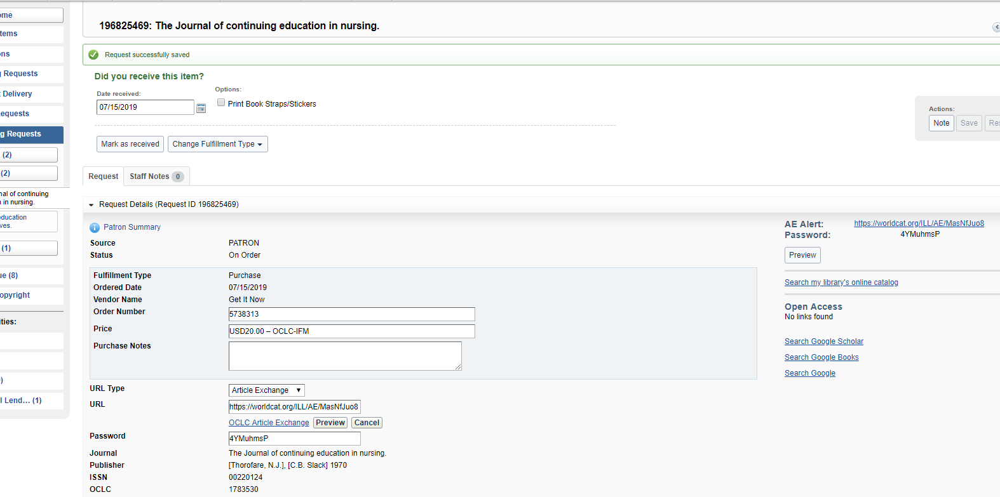 ome
196825469: The Journal of continuing education in nursing.
tems
ons
Request successfully saved
g Requests
Did you receive this item?
Delivery
Date received:
Options:
07/15/2019
Print Book Straps/Stickers
equests
Actions:
Note
Save
Res
g Requests
Mark as received
Change Fulfillment Type
(2)
(2)
Request
Staff Notes 0
nal of continuing
n in nursing.
Request Details (Request ID 196825469)
education
ves.
Patron Summary
AE Alert: https://worldcat.org/ILL/AE/MasNfJuo8
Password: 4YMuhmsP
Source PATRON
Status On Order
(1)
Preview
Fulfillment Type Purchase
ue (8)
Ordered Date 07/15/2019
Search my library's online catalog
opyright
Vendor Name Get It Now
Order Number 5738313
Open Access
No links found
ities:
Price USD20.00 – OCLC-IFM
Purchase Notes
Search Google Scholar
Search Google Books
Search Google
)
URL Type Article Exchange
l Lend... (1)
URL https://worldcat.org/ILL/AE/MasNfJuo8
OCLC Article Exchange Preview Cancel
Password 4YMuhmsP
Journal The Journal of continuing education in nursing.
Publisher [Thorofare, N.J.], [C.B. Slack] 1970
ISSN 00220124
OCLC 1783530